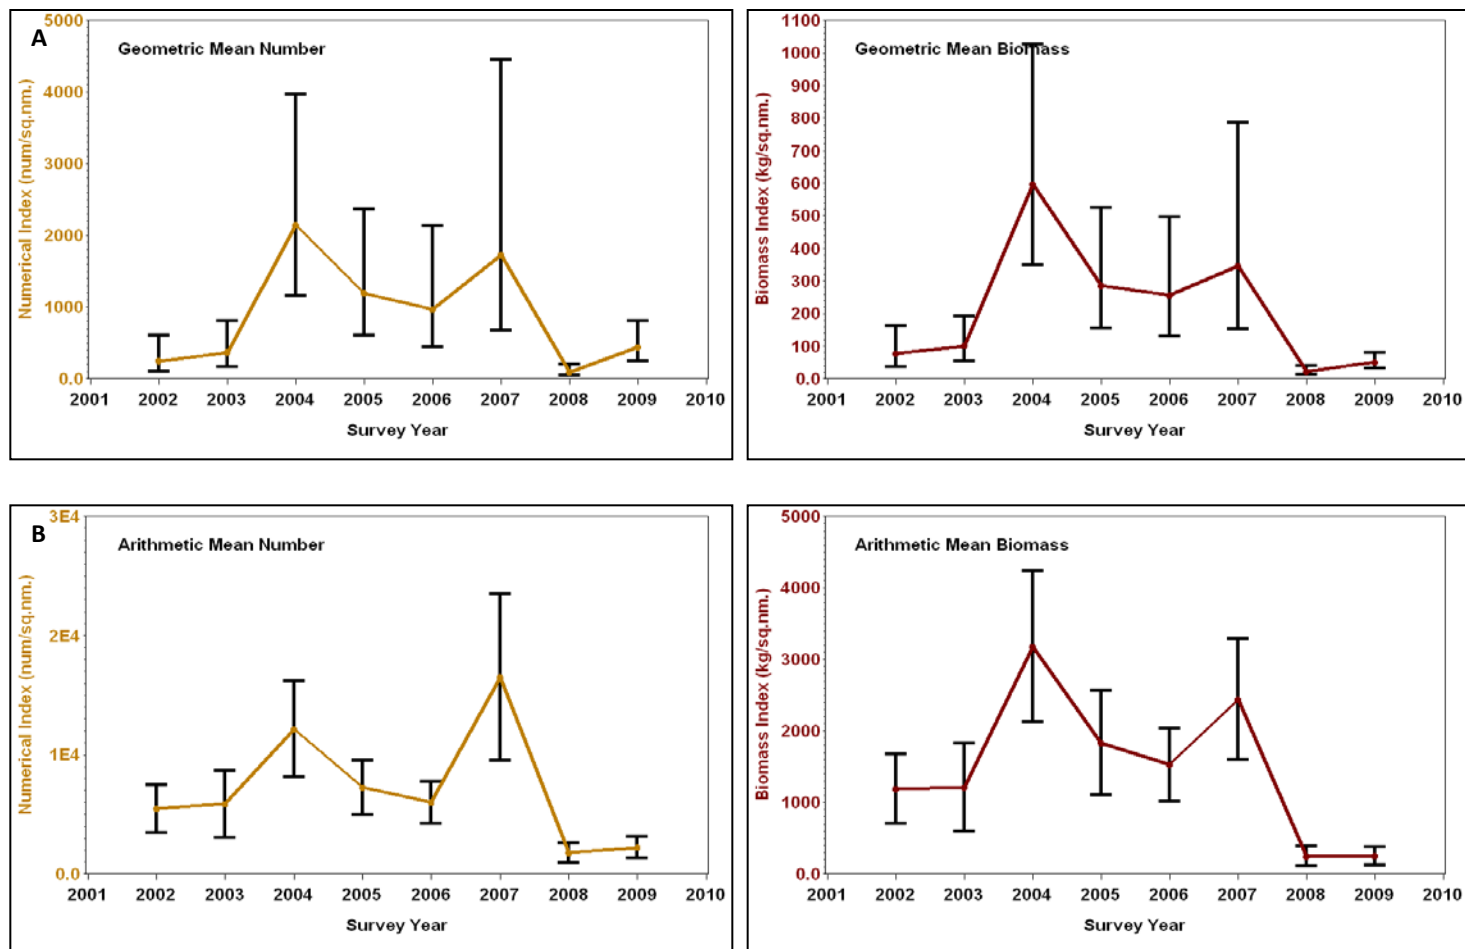 A
Geometric Mean Number
Numerical Index (num/sq.nm.)
5000
4000
3000
2000
1000
0.0
2001 2002 2003 2004 2005 2006 2007 2008 2009 2010
Survey Year
Geometric Mean Biomass
Biomass Index (kg/sq.nm.)
1100
1000
900
800
700
600
500
400
300
200
100
0.0
2001 2002 2003 2004 2005 2006 2007 2008 2009 2010
Survey Year
B
Arithmetic Mean Number
Numerical Index (num/sq.nm.)
3E4
2E4
1E4
0.0
2001 2002 2003 2004 2005 2006 2007 2008 2009 2010
Survey Year
Arithmetic Mean Biomass
Biomass Index (kg/sq.nm.)
5000
4000
3000
2000
1000
0.0
2001 2002 2003 2004 2005 2006 2007 2008 2009 2010
Survey Year